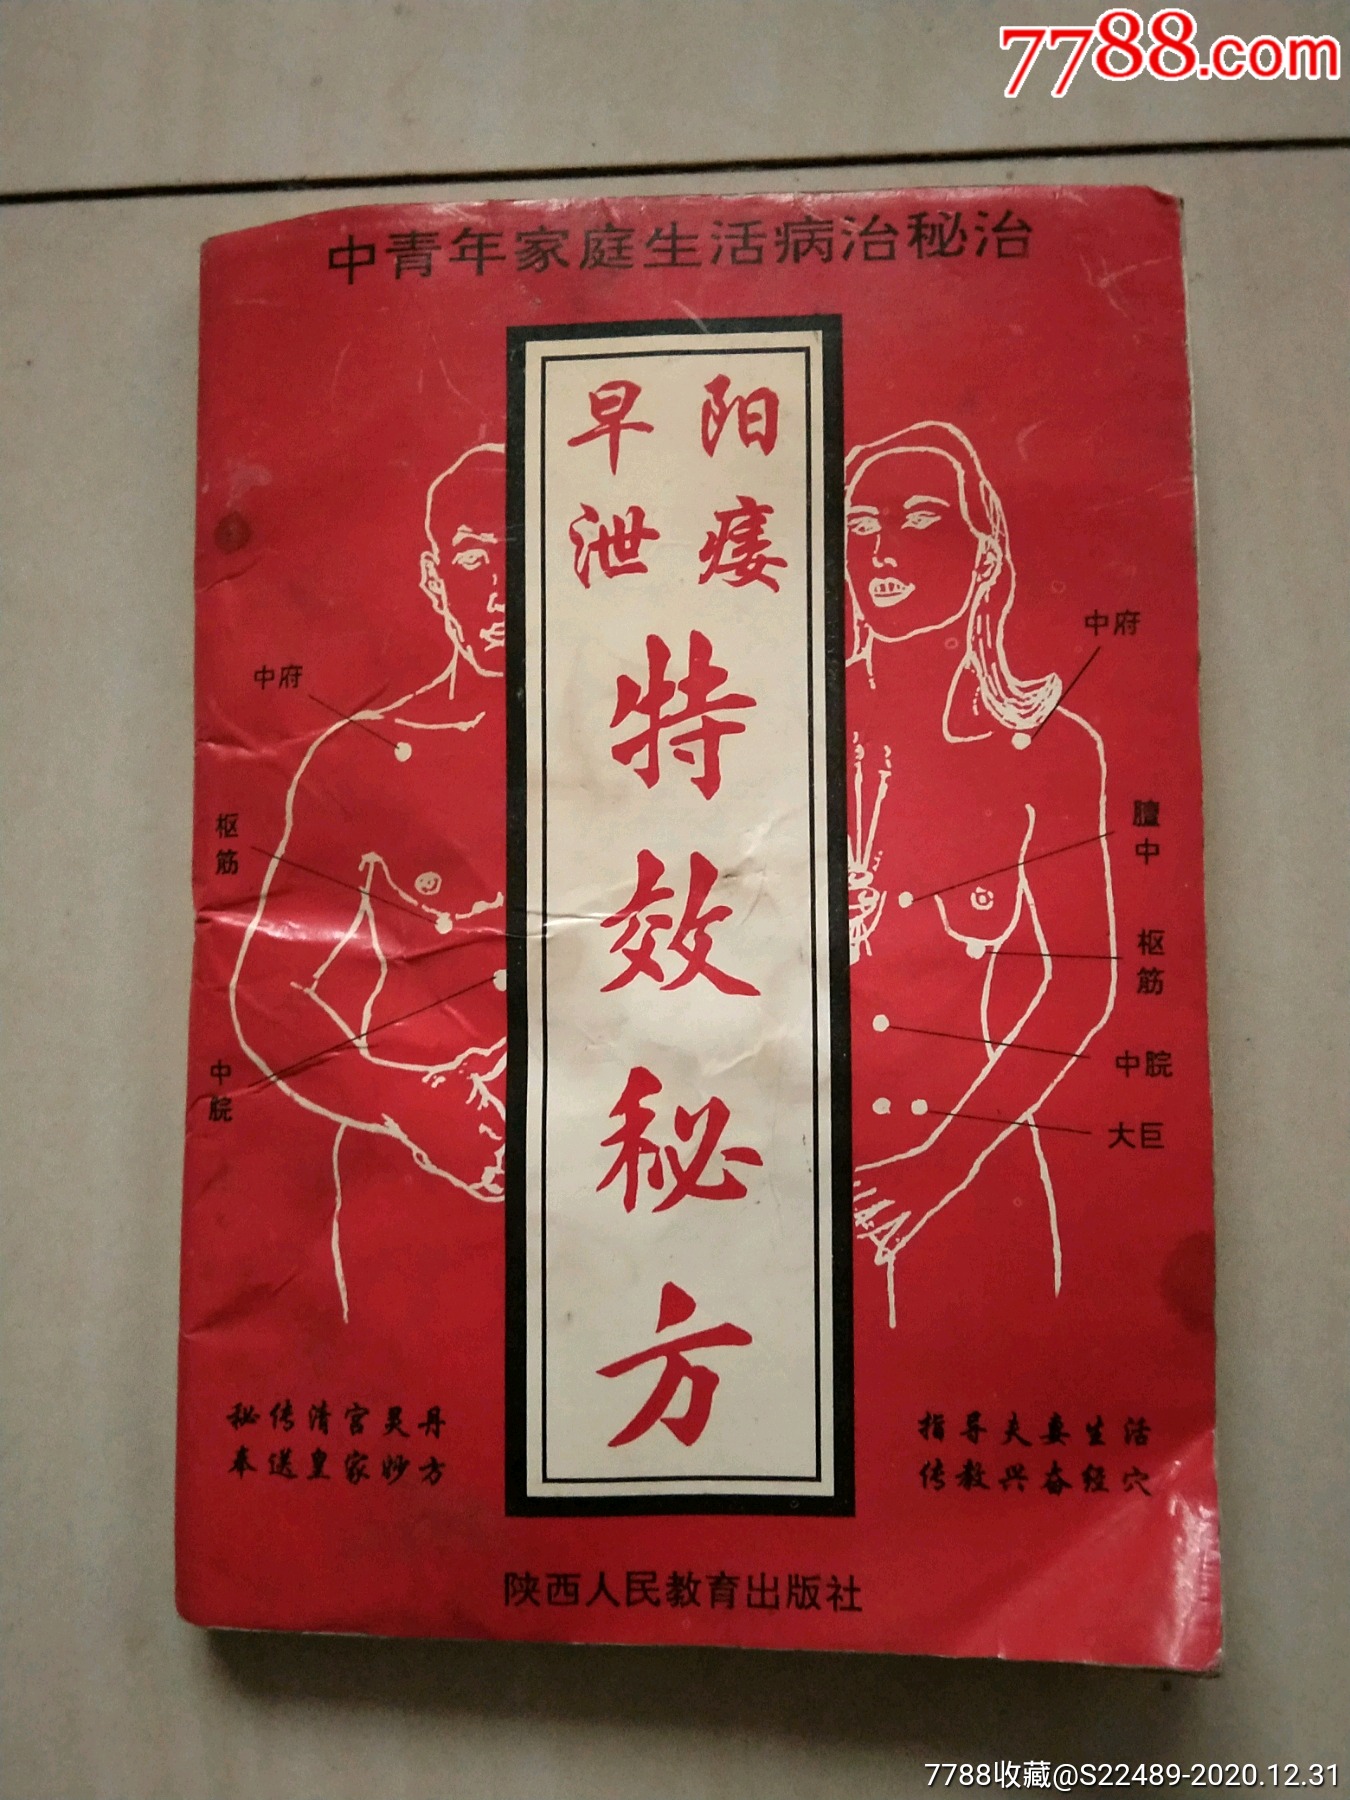 7788.com
中青年家庭生活病治秘治
阳痿
早泄
特效秘方
中府
枢筋
中脘
中府
膻中
枢筋
中脘
大巨
秘传清宫灵丹
奉送皇家妙方
指导夫妻生活
传教兴奋经穴
陕西人民教育出版社
7788收藏@S22489-2020.12.31